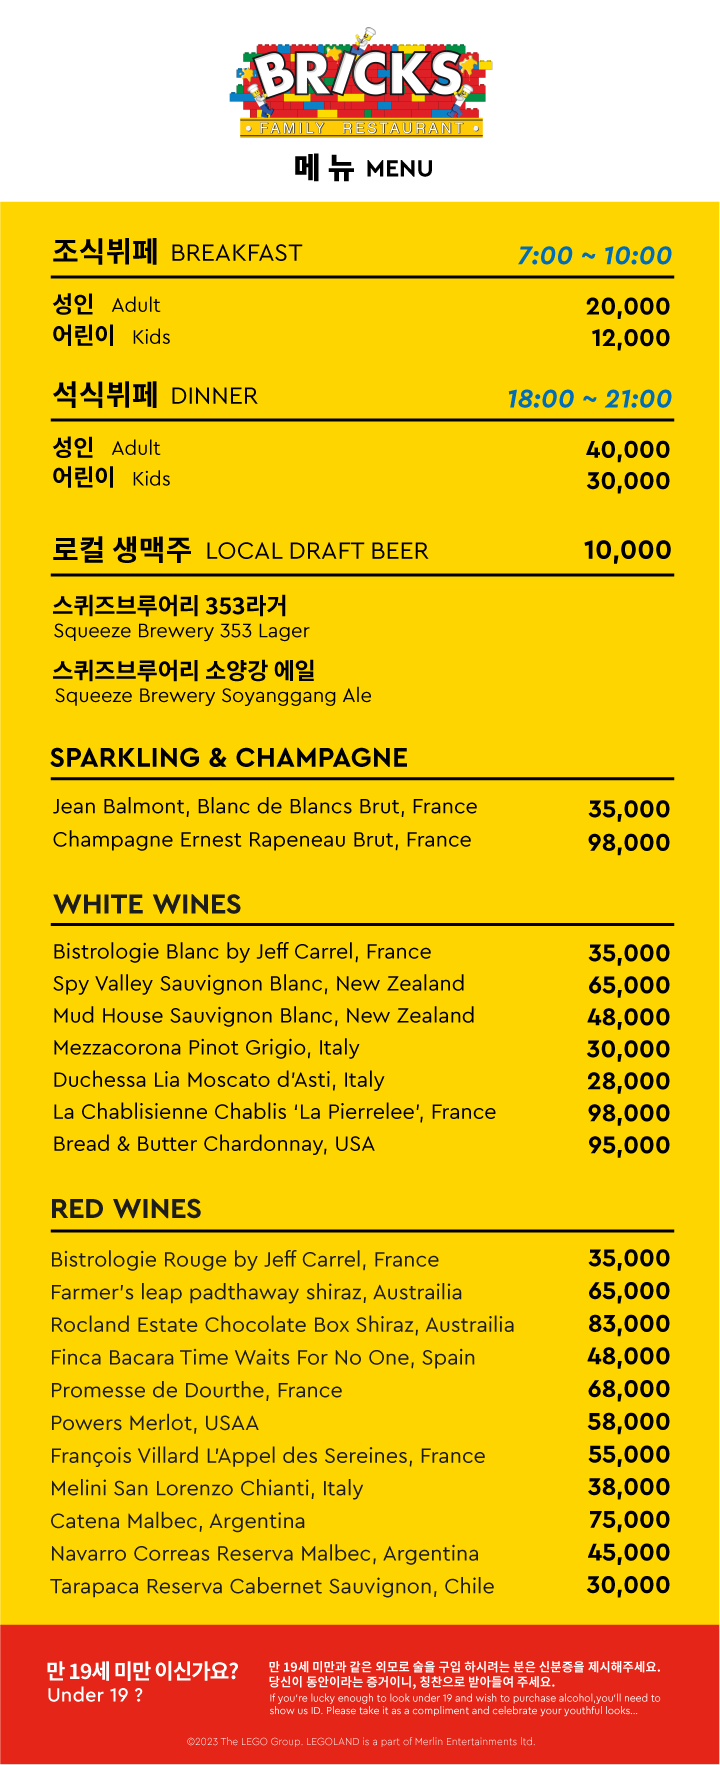 BRICKS
• FAMILY RESTAURANT •
메뉴 MENU
조식뷔페 BREAKFAST 7:00 ~ 10:00
성인 Adult 20,000
어린이 Kids 12,000
석식뷔페 DINNER 18:00 ~ 21:00
성인 Adult 40,000
어린이 Kids 30,000
로컬 생맥주 LOCAL DRAFT BEER 10,000
스퀴즈브루어리 353라거
Squeeze Brewery 353 Lager
스퀴즈브루어리 소양강 에일
Squeeze Brewery Soyanggang Ale
SPARKLING & CHAMPAGNE
Jean Balmont, Blanc de Blancs Brut, France 35,000
Champagne Ernest Rapeneau Brut, France 98,000
WHITE WINES
Bistrologie Blanc by Jeff Carrel, France 35,000
Spy Valley Sauvignon Blanc, New Zealand 65,000
Mud House Sauvignon Blanc, New Zealand 48,000
Mezzacorona Pinot Grigio, Italy 30,000
Duchessa Lia Moscato d'Asti, Italy 28,000
La Chablisienne Chablis ‘La Pierrelee’, France 98,000
Bread & Butter Chardonnay, USA 95,000
RED WINES
Bistrologie Rouge by Jeff Carrel, France 35,000
Farmer's leap padthaway shiraz, Austrailia 65,000
Rocland Estate Chocolate Box Shiraz, Austrailia 83,000
Finca Bacara Time Waits For No One, Spain 48,000
Promesse de Dourthe, France 68,000
Powers Merlot, USAA 58,000
François Villard L'Appel des Sereines, France 55,000
Melini San Lorenzo Chianti, Italy 38,000
Catena Malbec, Argentina 75,000
Navarro Correas Reserva Malbec, Argentina 45,000
Tarapaca Reserva Cabernet Sauvignon, Chile 30,000
만 19세 미만 이신가요?
Under 19 ?
만 19세 미만과 같은 외모로 술을 구입 하시려는 분은 신분증을 제시해주세요.
당신이 동안이라는 증거이니, 칭찬으로 받아들여 주세요.
If you're lucky enough to look under 19 and wish to purchase alcohol,you'll need to
show us ID. Please take it as a compliment and celebrate your youthful looks...
©2023 The LEGO Group. LEGOLAND is a part of Merlin Entertainments ltd.